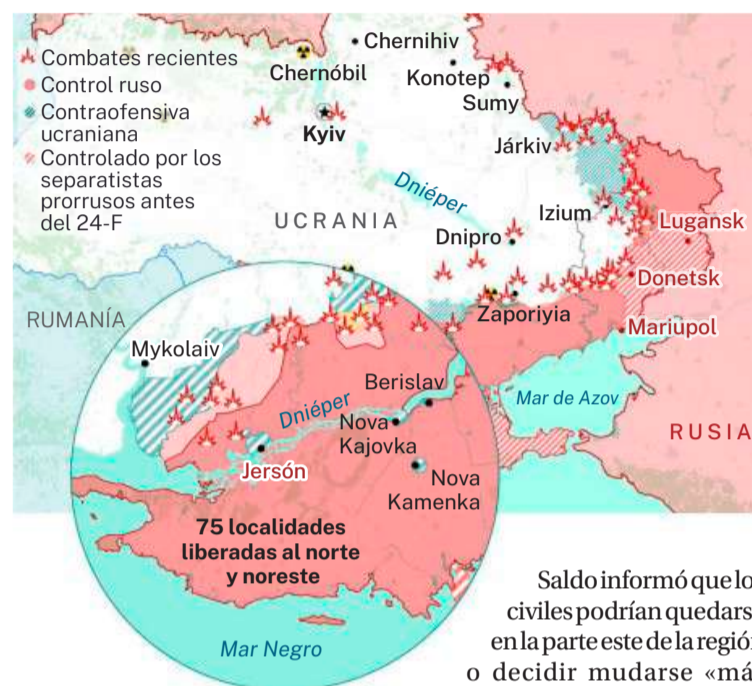 Combates recientes
Control ruso
Contraofensiva
ucraniana
Controlado por los
separatistas
prorrusos antes
del 24-F
Chernihiv
Chernóbil
Konotep
Sumy
Kyiv
Járkiv
Dniéper
UCRANIA
Izium
Dnipro
Lugansk
Donetsk
Zaporiyia
Mariupol
RUMANÍA
Mykolaiv
Berislav
Dniéper
Nova
Kajovka
Mar de Azov
RUSIA
Jersón
Nova
Kamenka
75 localidades
liberadas al norte
y noreste
Mar Negro
Saldo informó que lo
civiles podrían quedars
en la parte este de la regió
o decidir mudarse «má